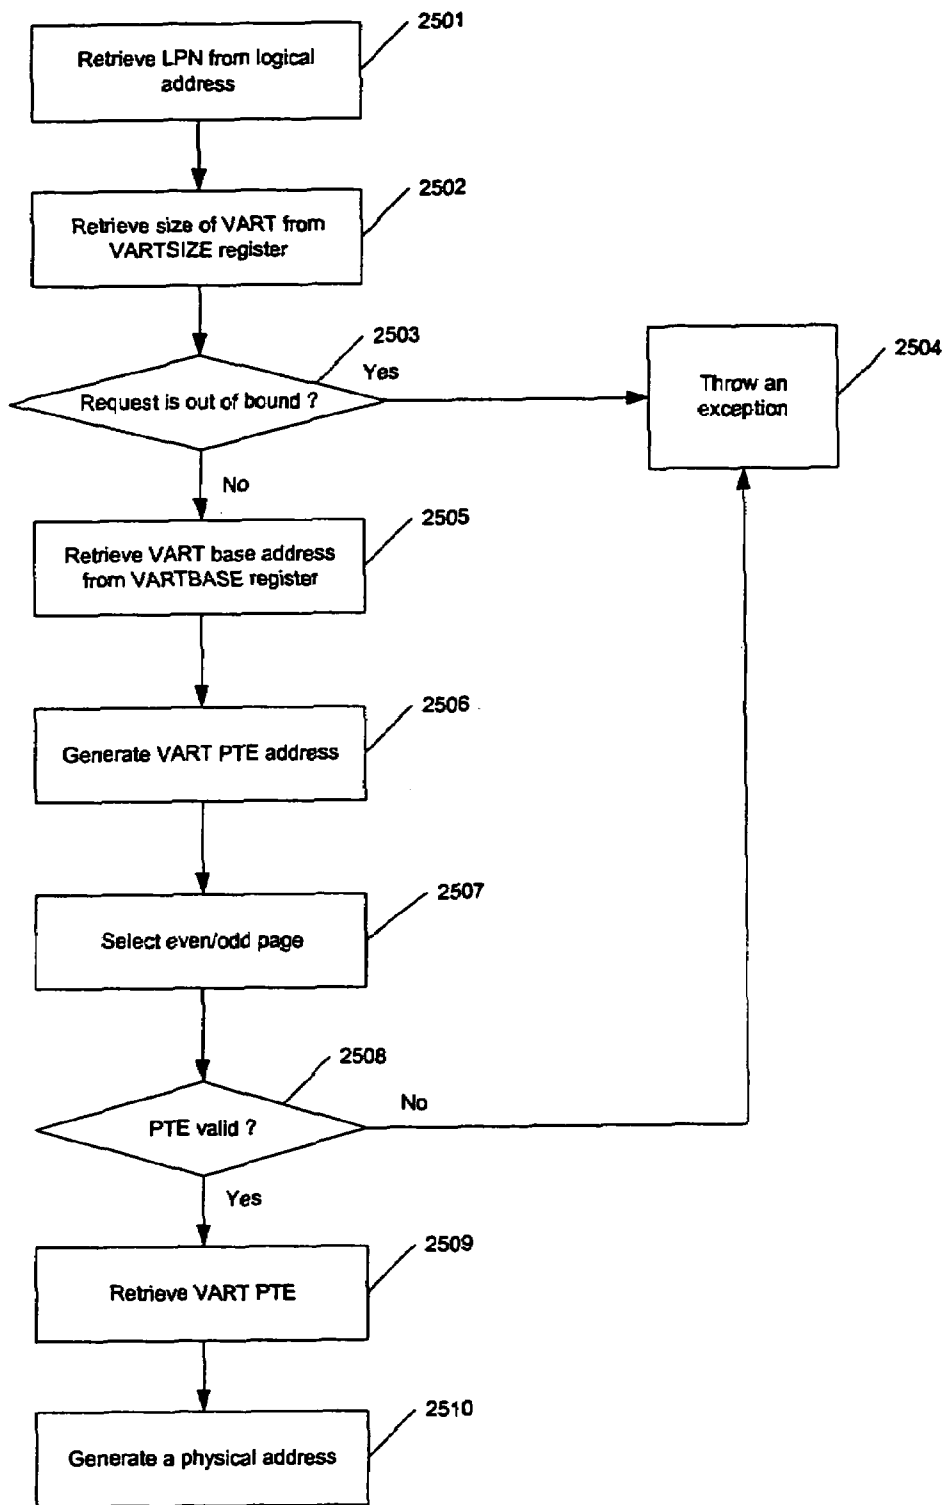 2501
Retrieve LPN from logical
address
2502
Retrieve size of VART from
VARTSIZE register
2503
Yes
Request is out of bound ?
2504
Throw an
exception
No
2505
Retrieve VART base address
from VARTBASE register
2506
Generate VART PTE address
2507
Select even/odd page
2508
No
PTE valid ?
Yes
2509
Retrieve VART PTE
2510
Generate a physical address